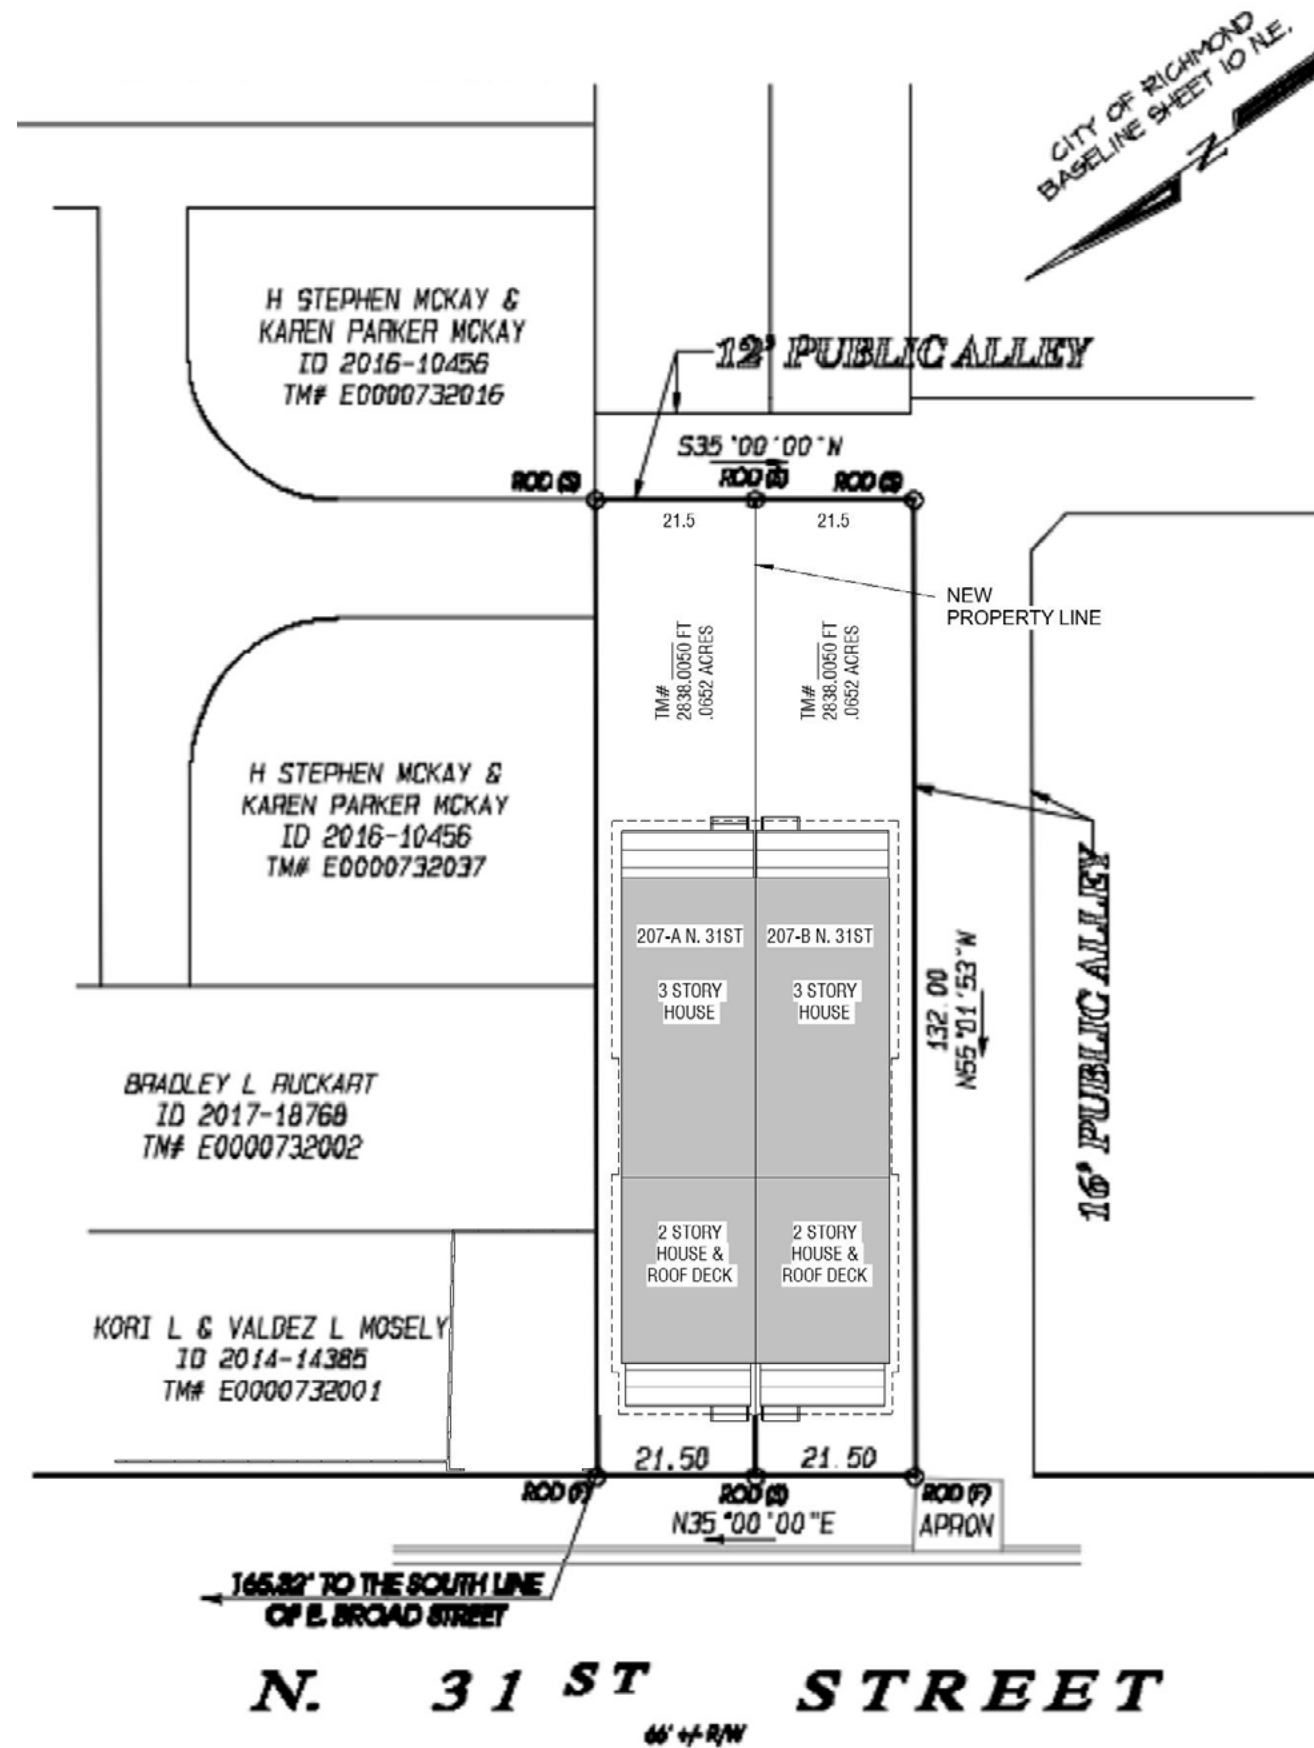 CITY OF RICHMOND
BASELINE SHEET 10 N.E.
N
H STEPHEN MCKAY &
KAREN PARKER MCKAY
ID 2016-10456
TM# E0000732016
12' PUBLIC ALLEY
S35°00'00"W
ROD (S)
ROD (S)
ROD (S)
21.5
21.5
NEW
PROPERTY LINE
TM#
2838.0050 FT
.0652 ACRES
TM#
2838.0050 FT
.0652 ACRES
H STEPHEN MCKAY &
KAREN PARKER MCKAY
ID 2016-10456
TM# E0000732037
16' PUBLIC ALLEY
207-A N. 31ST
207-B N. 31ST
3 STORY
HOUSE
3 STORY
HOUSE
132.00
N55°01'53"W
BRADLEY L RUCKART
ID 2017-18768
TM# E0000732002
2 STORY
HOUSE &
ROOF DECK
2 STORY
HOUSE &
ROOF DECK
KORI L & VALDEZ L MOSELY
ID 2014-14385
TM# E0000732001
21.50
21.50
ROD (F)
ROD (S)
ROD (F)
N35°00'00"E
APRON
165.82' TO THE SOUTH LINE
OF E. BROAD STREET
N. 31ST STREET
66' +/- R/W